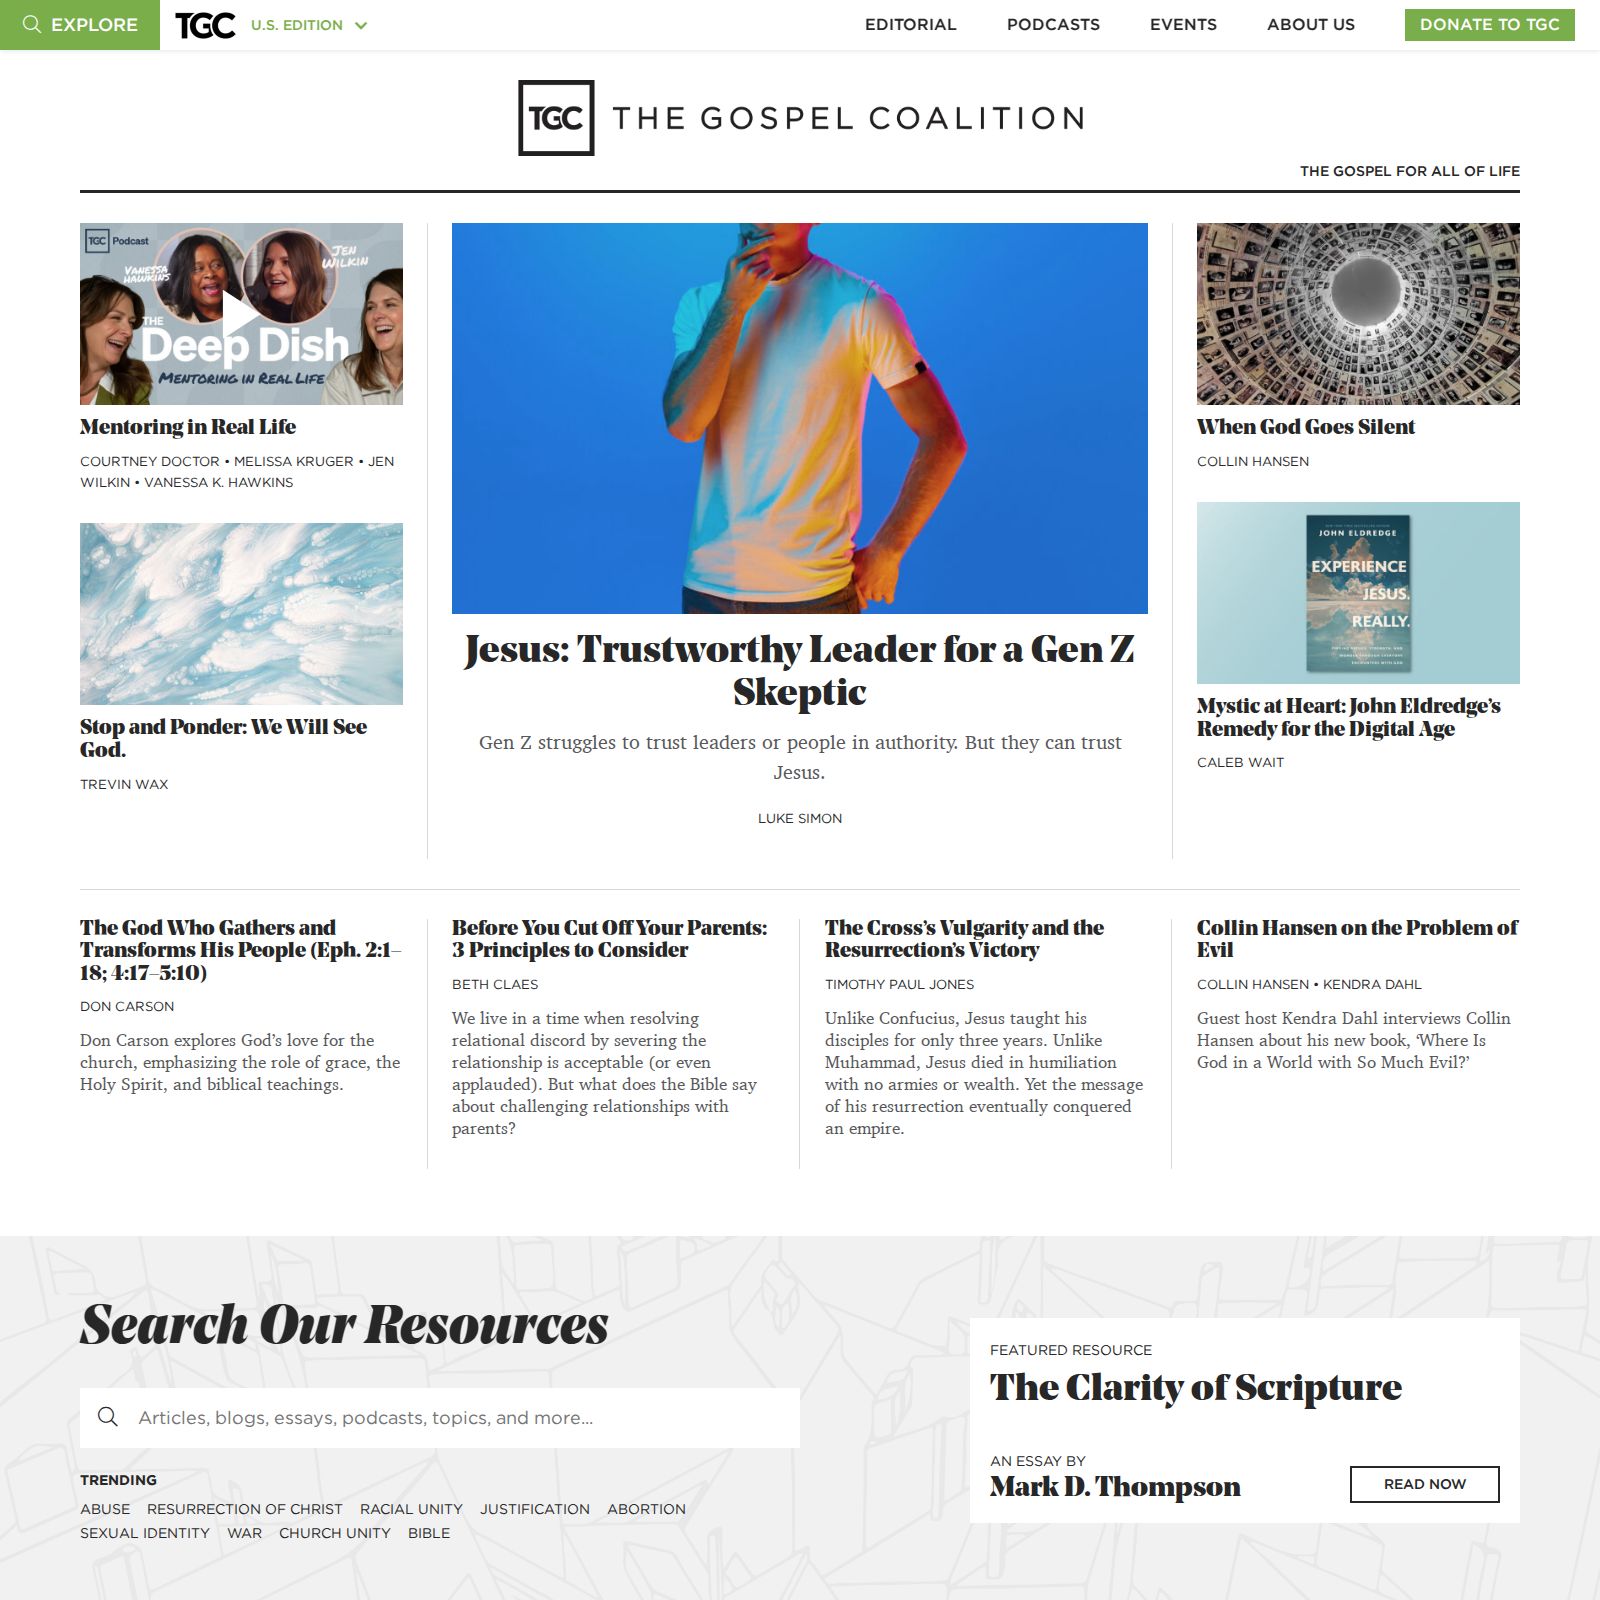 EXPLORE
TGC
U.S. EDITION
EDITORIAL
PODCASTS
EVENTS
ABOUT US
DONATE TO TGC
TGC
THE GOSPEL COALITION
THE GOSPEL FOR ALL OF LIFE
TGC Podcast
VANESSA
HAWKINS
JEN
WILKIN
THE
Deep Dish
MENTORING IN REAL LIFE
Mentoring in Real Life
COURTNEY DOCTOR • MELISSA KRUGER • JEN
WILKIN • VANESSA K. HAWKINS
Stop and Ponder: We Will See
God.
TREVIN WAX
Jesus: Trustworthy Leader for a Gen Z
Skeptic
Gen Z struggles to trust leaders or people in authority. But they can trust
Jesus.
LUKE SIMON
When God Goes Silent
COLLIN HANSEN
JOHN ELDREDGE
EXPERIENCE
JESUS.
REALLY.
Mystic at Heart: John Eldredge’s
Remedy for the Digital Age
CALEB WAIT
The God Who Gathers and
Transforms His People (Eph. 2:1–
18; 4:17–5:10)
DON CARSON
Don Carson explores God’s love for the
church, emphasizing the role of grace, the
Holy Spirit, and biblical teachings.
Before You Cut Off Your Parents:
3 Principles to Consider
BETH CLAES
We live in a time when resolving
relational discord by severing the
relationship is acceptable (or even
applauded). But what does the Bible say
about challenging relationships with
parents?
The Cross’s Vulgarity and the
Resurrection’s Victory
TIMOTHY PAUL JONES
Unlike Confucius, Jesus taught his
disciples for only three years. Unlike
Muhammad, Jesus died in humiliation
with no armies or wealth. Yet the message
of his resurrection eventually conquered
an empire.
Collin Hansen on the Problem of
Evil
COLLIN HANSEN • KENDRA DAHL
Guest host Kendra Dahl interviews Collin
Hansen about his new book, ‘Where Is
God in a World with So Much Evil?’
Search Our Resources
Articles, blogs, essays, podcasts, topics, and more...
TRENDING
ABUSE RESURRECTION OF CHRIST RACIAL UNITY JUSTIFICATION ABORTION
SEXUAL IDENTITY WAR CHURCH UNITY BIBLE
FEATURED RESOURCE
The Clarity of Scripture
AN ESSAY BY
Mark D. Thompson
READ NOW